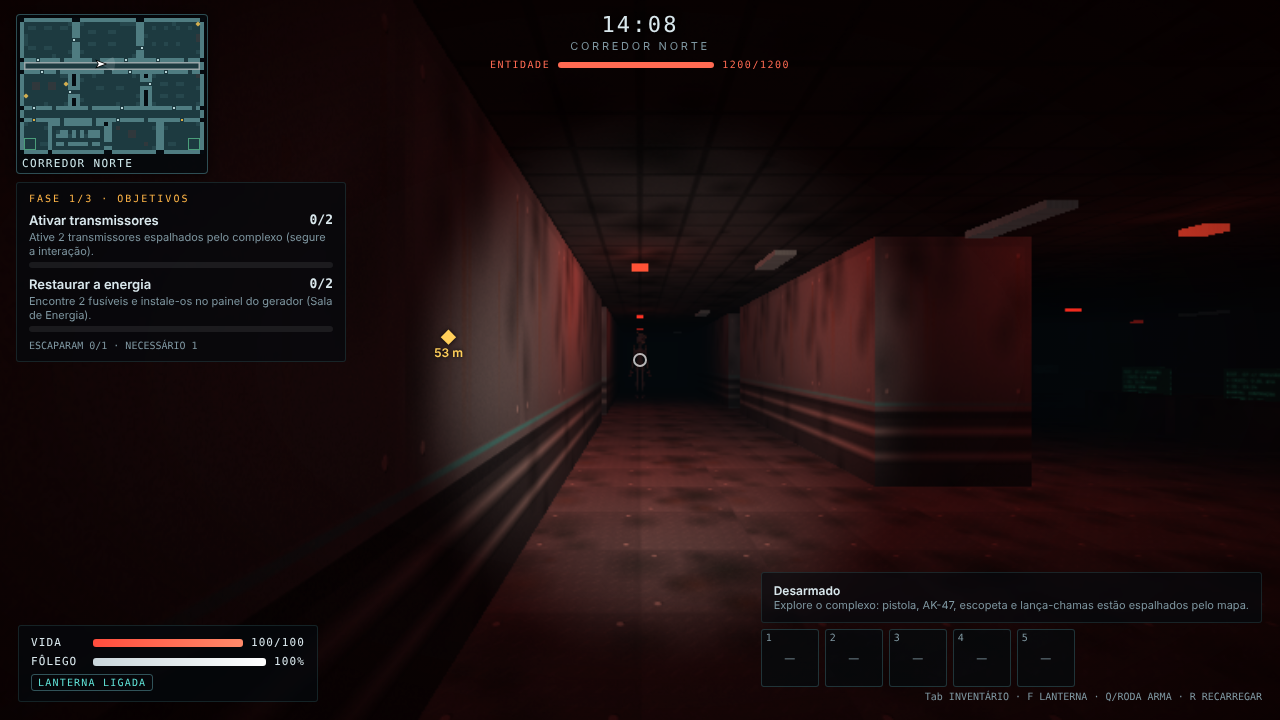 14:08
CORREDOR NORTE
ENTIDADE 1200/1200
CORREDOR NORTE
FASE 1/3 · OBJETIVOS
Ativar transmissores 0/2
Ative 2 transmissores espalhados pelo complexo (segure
a interação).
Restaurar a energia 0/2
Encontre 2 fusíveis e instale-os no painel do gerador (Sala
de Energia).
ESCAPARAM 0/1 · NECESSÁRIO 1
53 m
Desarmado
Explore o complexo: pistola, AK-47, escopeta e lança-chamas estão espalhados pelo mapa.
1 2 3 4 5
— — — — —
VIDA 100/100
FÔLEGO 100%
LANTERNA LIGADA
Tab INVENTÁRIO · F LANTERNA · Q/RODA ARMA · R RECARREGAR